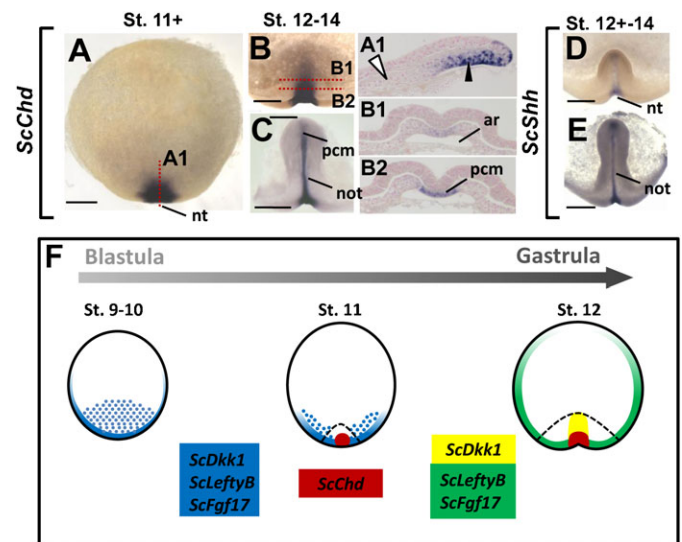 St. 11+
St. 12-14
St. 12+-14
ScChd
A
A1
nt
B
B1
B2
C
pcm
not
A1
B1
ar
B2
pcm
ScShh
D
nt
E
not
F
Blastula
Gastrula
St. 9-10
St. 11
St. 12
ScDkk1
ScLeftyB
ScFgf17
ScChd
ScDkk1
ScLeftyB
ScFgf17